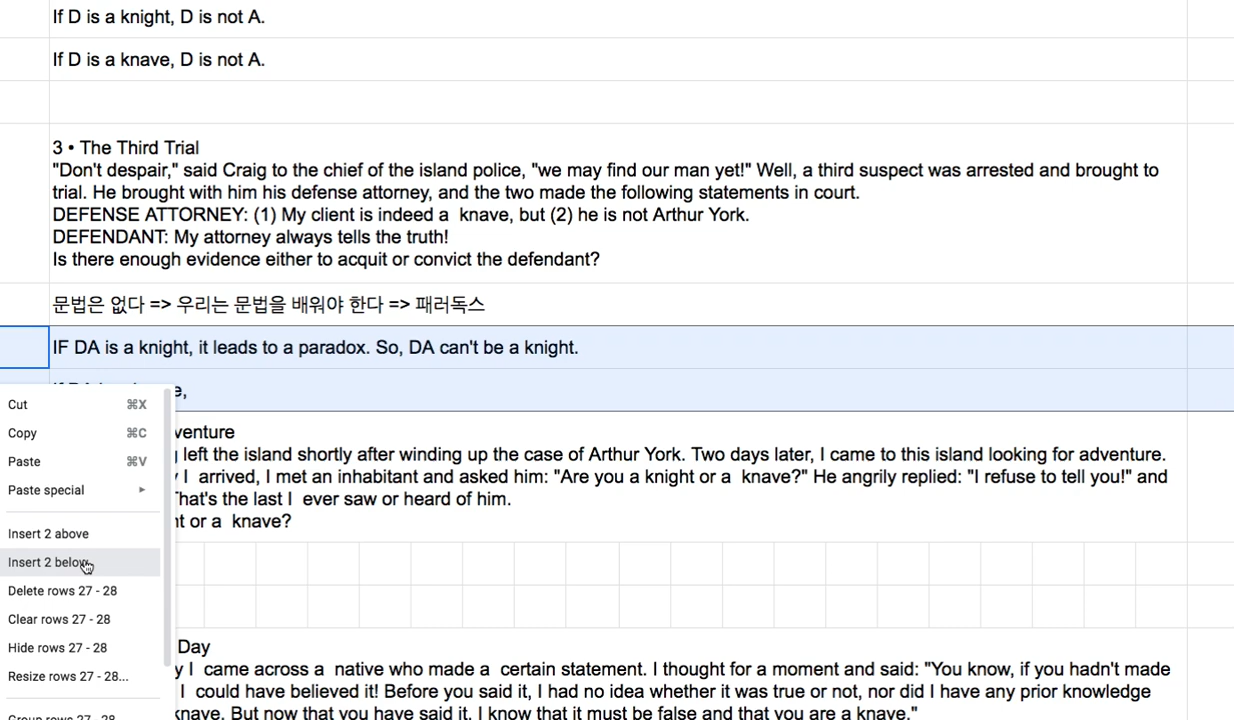 If D is a knight, D is not A.
If D is a knave, D is not A.
3 • The Third Trial
"Don't despair," said Craig to the chief of the island police, "we may find our man yet!" Well, a third suspect was arrested and brought to
trial. He brought with him his defense attorney, and the two made the following statements in court.
DEFENSE ATTORNEY: (1) My client is indeed a  knave, but (2) he is not Arthur York.
DEFENDANT: My attorney always tells the truth!
Is there enough evidence either to acquit or convict the defendant?
문법은 없다 => 우리는 문법을 배워야 한다 => 패러독스
IF DA is a knight, it leads to a paradox. So, DA can't be a knight.
e,
Cut ⌘X
venture
Copy ⌘C
left the island shortly after winding up the case of Arthur York. Two days later, I came to this island looking for adventure.
Paste ⌘V
I  arrived, I met an inhabitant and asked him: "Are you a knight or a  knave?" He angrily replied: "I refuse to tell you!" and
Paste special ►
That's the last I  ever saw or heard of him.
ht or a  knave?
Insert 2 above
Insert 2 below
Delete rows 27 - 28
Clear rows 27 - 28
Hide rows 27 - 28
Day
Resize rows 27 - 28...
y I  came across a  native who made a  certain statement. I thought for a moment and said: "You know, if you hadn't made
I  could have believed it! Before you said it, I had no idea whether it was true or not, nor did I have any prior knowledge
Group rows 27 - 28
knave. But now that you have said it, I know that it must be false and that you are a knave."